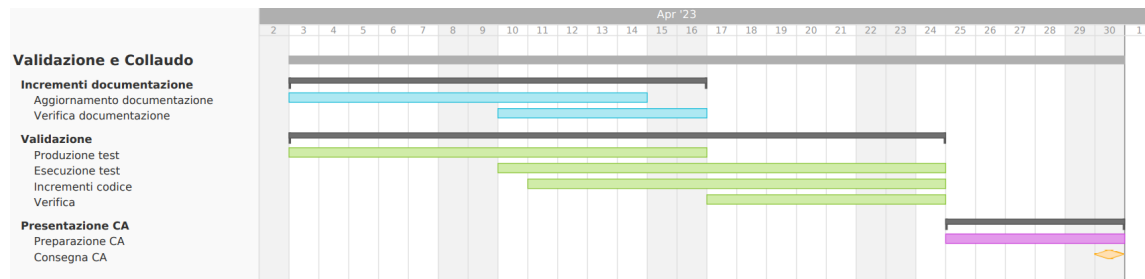 Apr '23
2 3 4 5 6 7 8 9 10 11 12 13 14 15 16 17 18 19 20 21 22 23 24 25 26 27 28 29 30 1
Validazione e Collaudo
Incrementi documentazione
Aggiornamento documentazione
Verifica documentazione
Validazione
Produzione test
Esecuzione test
Incrementi codice
Verifica
Presentazione CA
Preparazione CA
Consegna CA